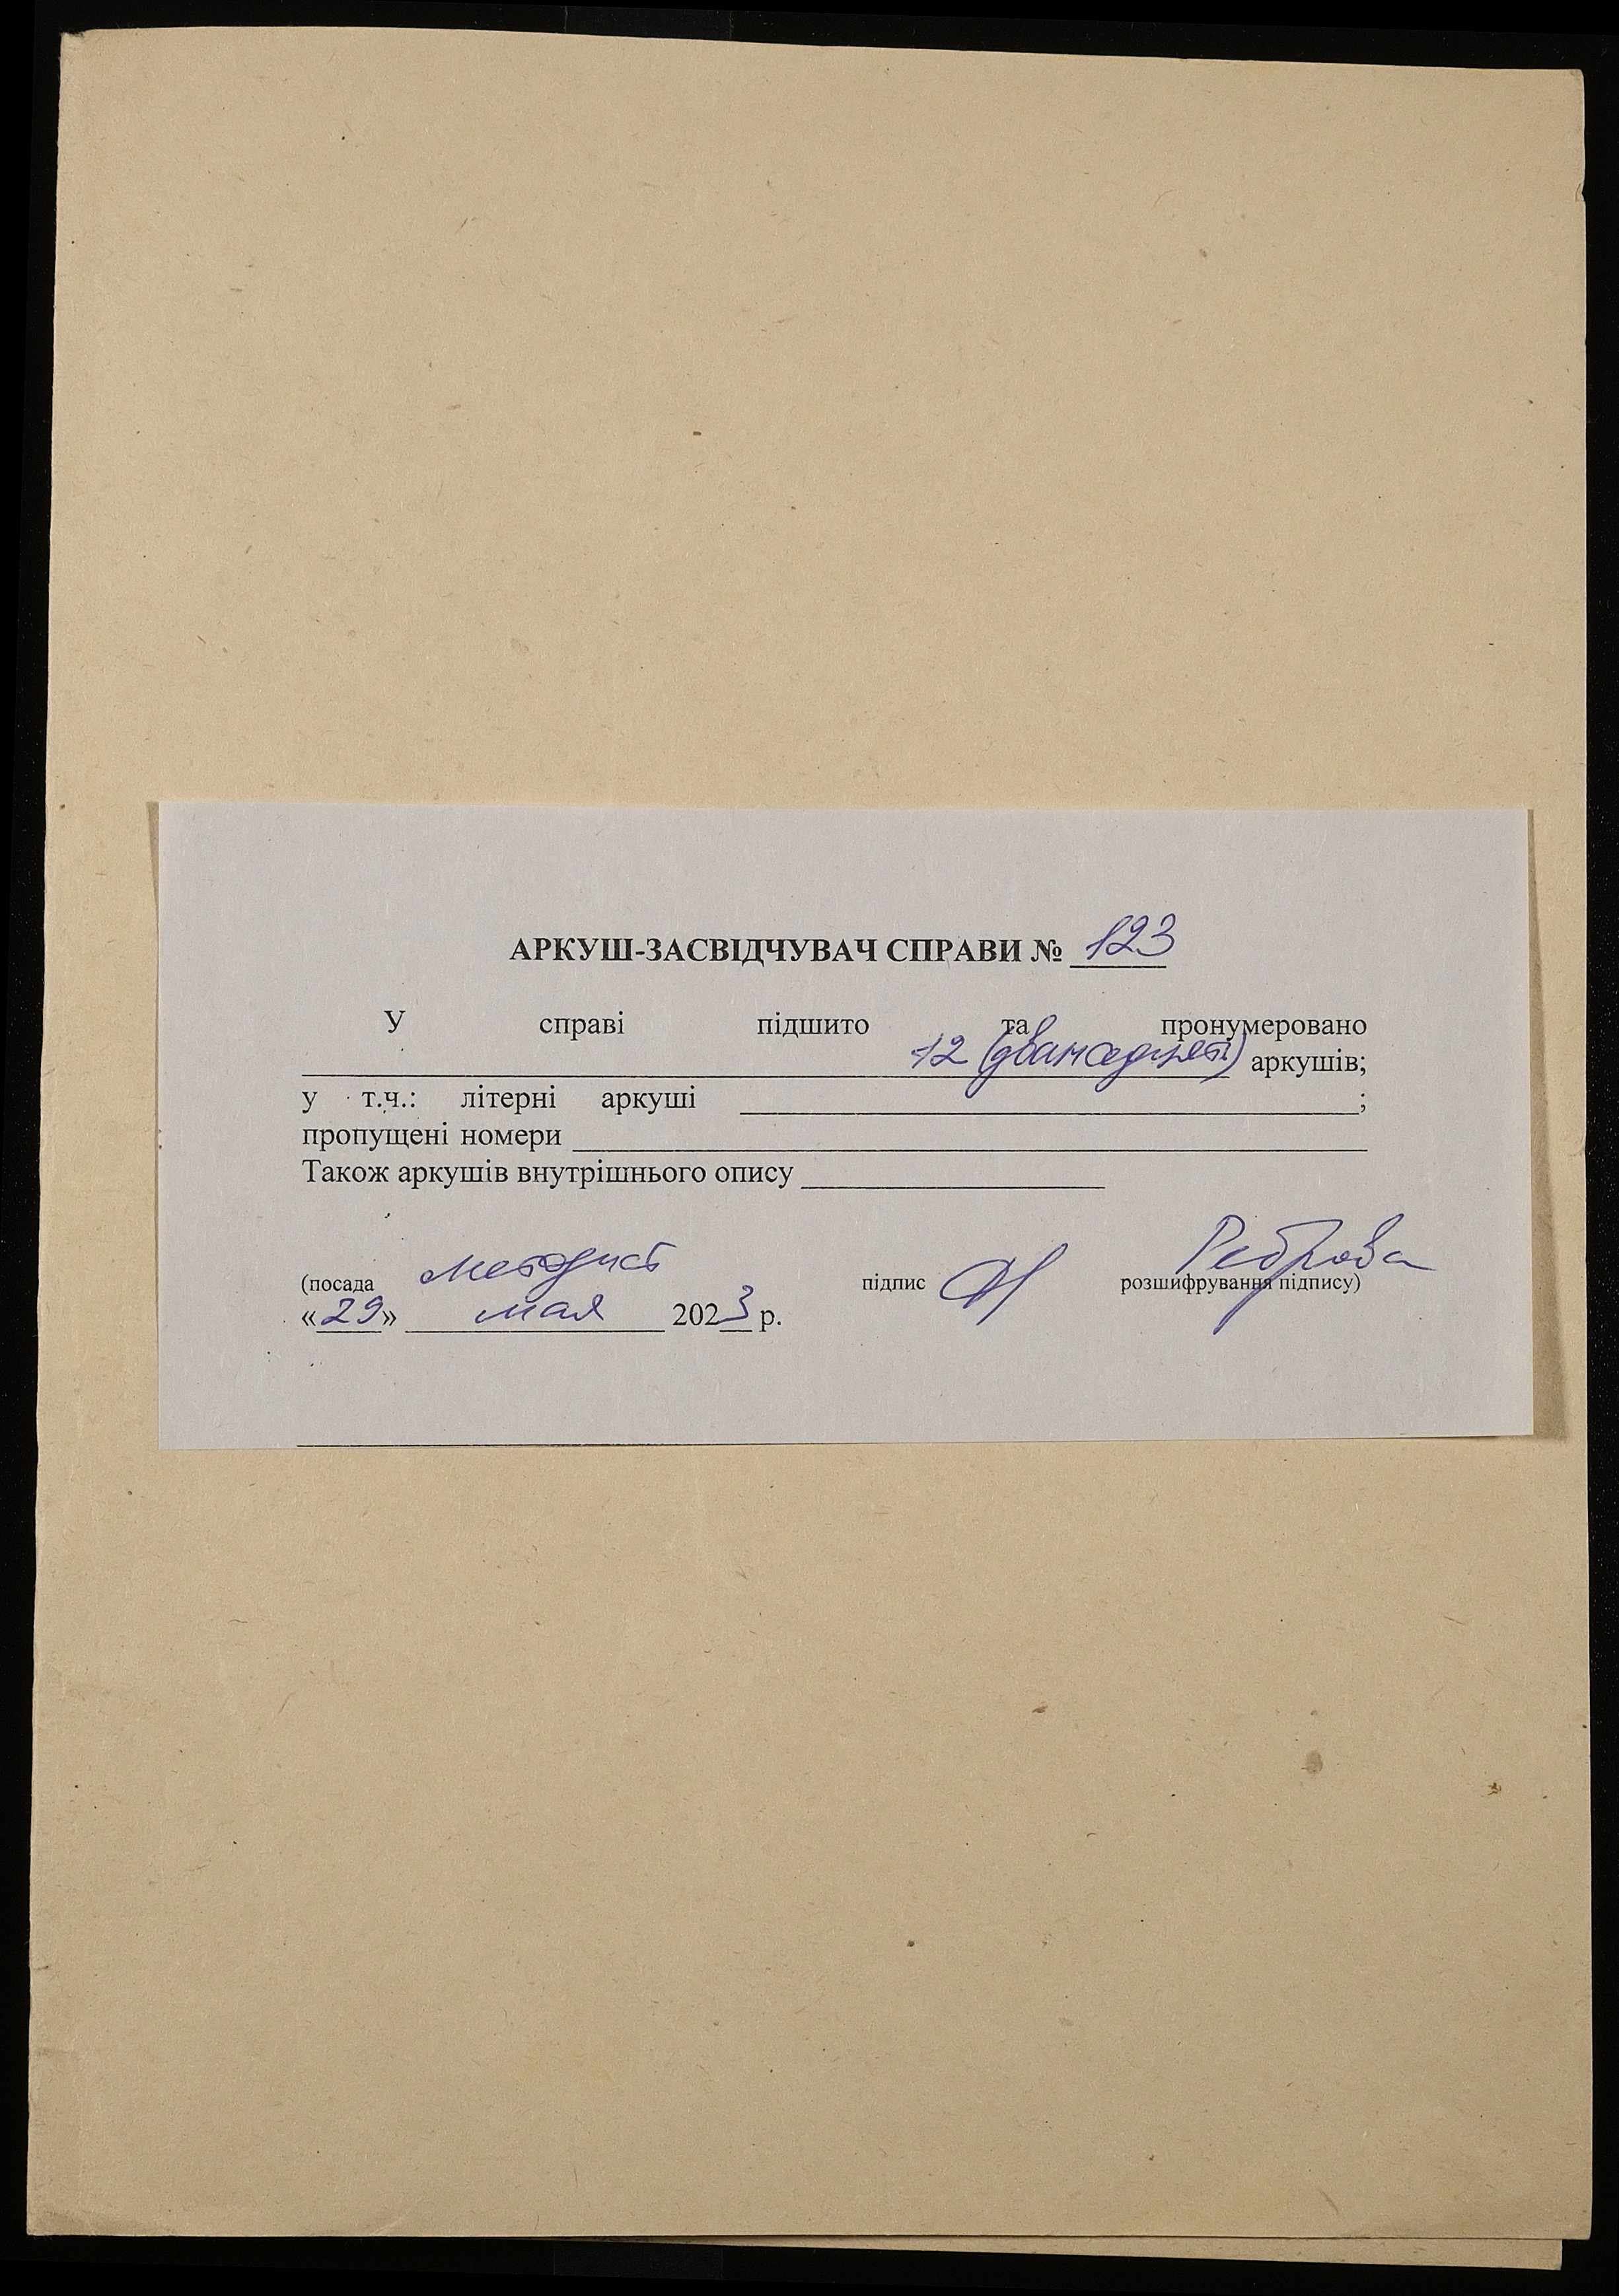 АРКУШ-ЗАСВІДЧУВАЧ СПРАВИ № 123
У справі підшито та пронумеровано
12 (дванадцять) аркушів;
у т.ч.: літерні аркуші ;
пропущені номери
Також аркушів внутрішнього опису
(посада методист підпис розшифрування підпису) Реброва
«29» мая 2023 р.